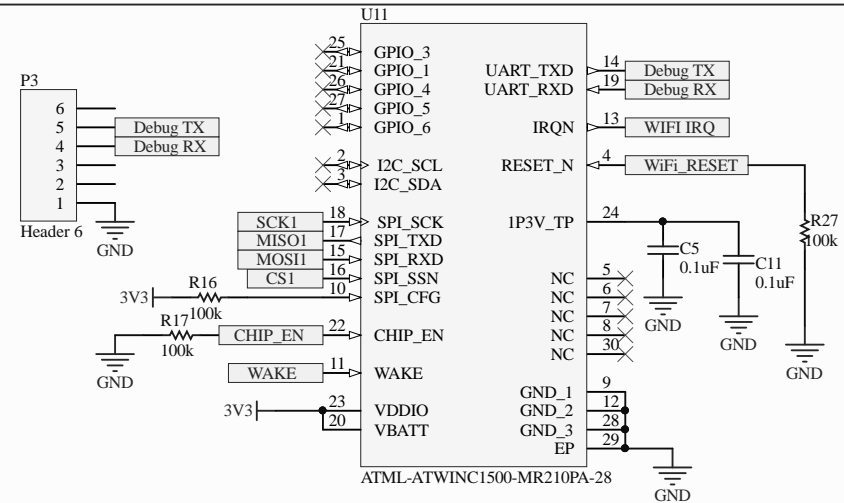 U11
P3
6
5 Debug TX
4 Debug RX
3
2
1
Header 6
GND
25 GPIO_3
21 GPIO_1
26 GPIO_4
27 GPIO_5
1 GPIO_6
2 I2C_SCL
3 I2C_SDA
SCK1 18 SPI_SCK
MISO1 17 SPI_TXD
MOSI1 15 SPI_RXD
CS1 16 SPI_SSN
3V3 R16 100k 10 SPI_CFG
GND R17 100k CHIP_EN 22 CHIP_EN
WAKE 11 WAKE
3V3 23 VDDIO
20 VBATT
UART_TXD 14 Debug TX
UART_RXD 19 Debug RX
IRQN 13 WIFI IRQ
RESET_N 4 WiFi_RESET
R27
100k
GND
1P3V_TP 24
C5
0.1uF
GND
C11
0.1uF
GND
NC 5
NC 6
NC 7
NC 8
NC 30
GND_1 9
GND_2 12
GND_3 28
EP 29
GND
ATML-ATWINC1500-MR210PA-28